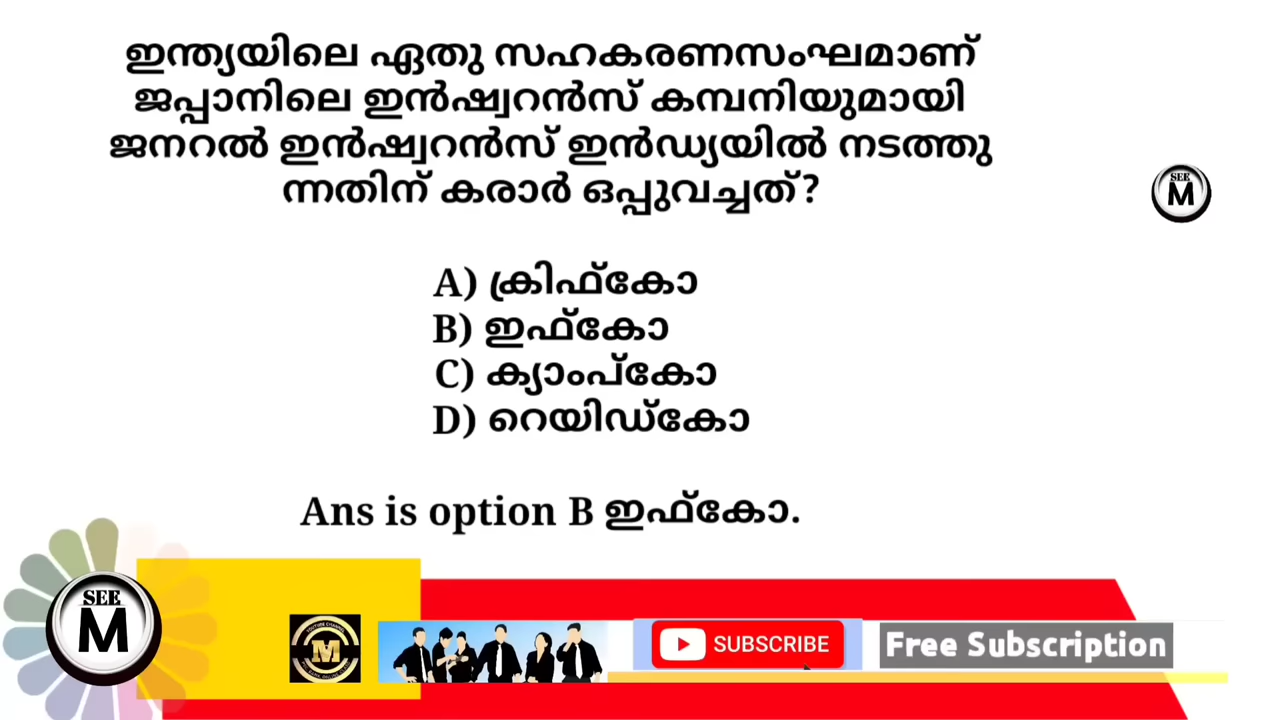 ഇന്ത്യയിലെ ഏതു സഹകരണസംഘമാണ്
ജപ്പാനിലെ ഇൻഷ്വറൻസ് കമ്പനിയുമായി
ജനറൽ ഇൻഷ്വറൻസ് ഇൻഡ്യയിൽ നടത്തു
ന്നതിന് കരാർ ഒപ്പുവച്ചത്?
SEE
M
A) ക്രിഫ്കോ
B) ഇഫ്കോ
C) ക്യാംപ്കോ
D) റെയിഡ്കോ
Ans is option B ഇഫ്കോ.
SEE
M
M
SUBSCRIBE
Free Subscription